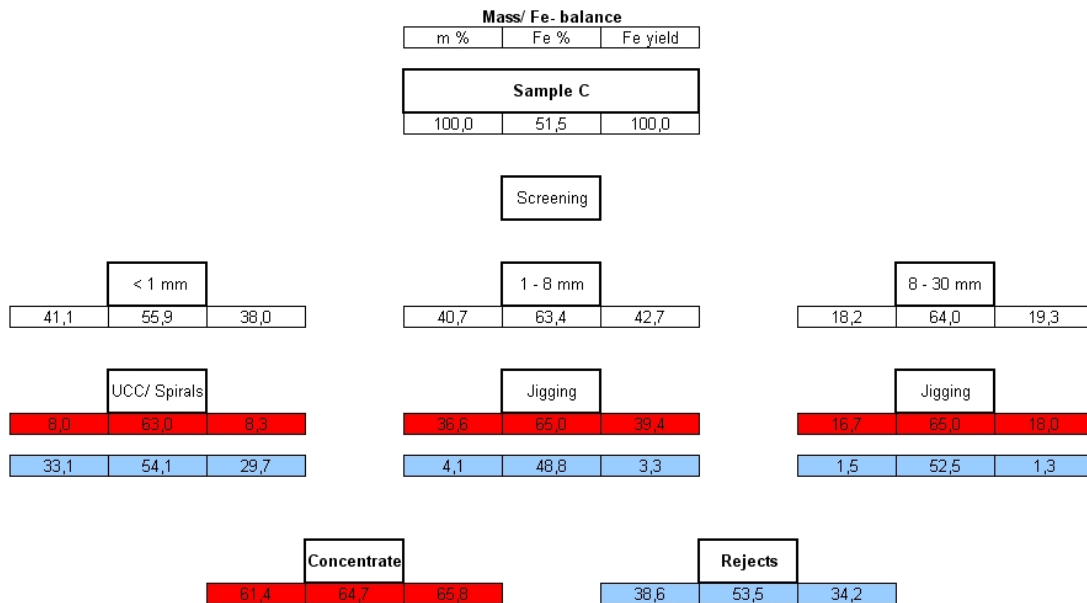 Mass/ Fe- balance
m % Fe % Fe yield
Sample C
100,0 51,5 100,0
Screening
< 1 mm 1 - 8 mm 8 - 30 mm
41,1 55,9 38,0 40,7 63,4 42,7 18,2 64,0 19,3
UCC/ Spirals Jigging Jigging
8,0 63,0 8,3 36,6 65,0 39,4 16,7 65,0 18,0
33,1 54,1 29,7 4,1 48,8 3,3 1,5 52,5 1,3
Concentrate Rejects
61,4 64,7 65,8 38,6 53,5 34,2